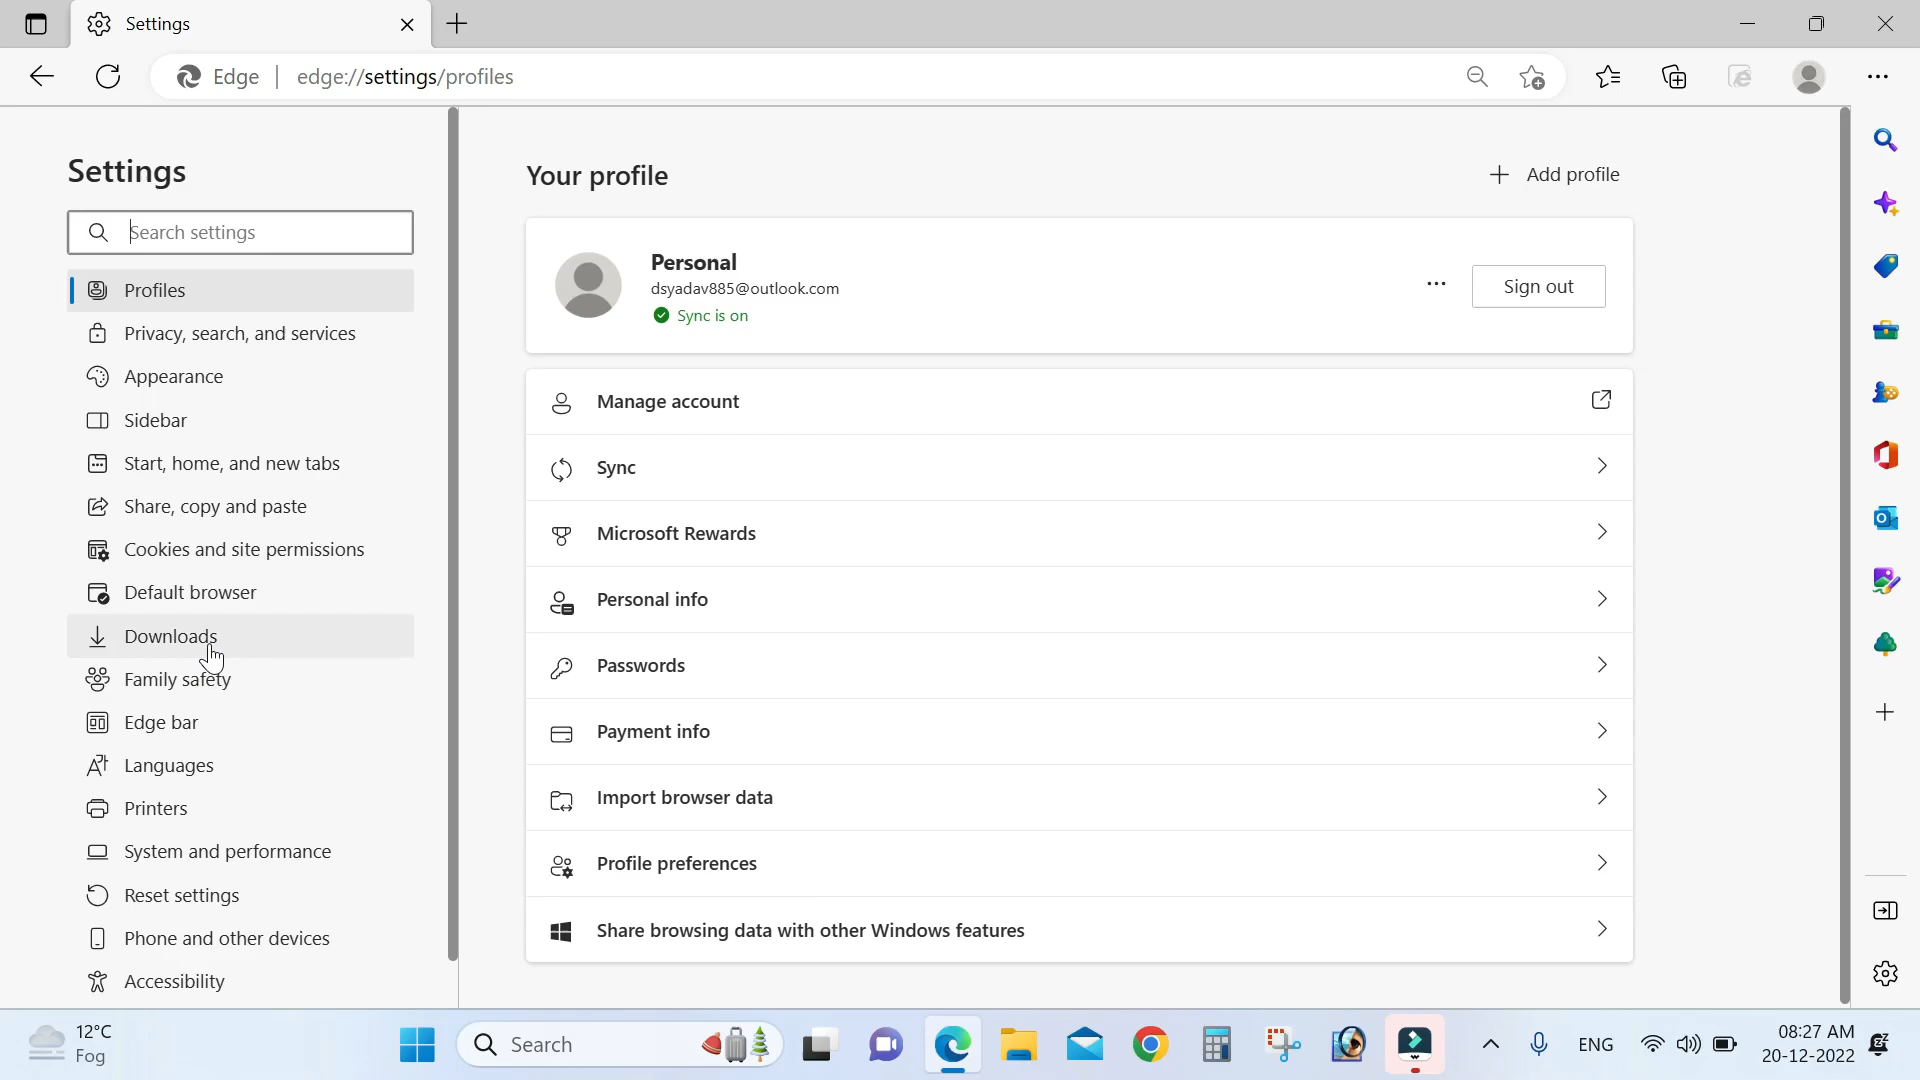 Settings
Edge
edge://settings/profiles
Settings
Search settings
Profiles
Privacy, search, and services
Appearance
Sidebar
Start, home, and new tabs
Share, copy and paste
Cookies and site permissions
Default browser
Downloads
Family safety
Edge bar
Languages
Printers
System and performance
Reset settings
Phone and other devices
Accessibility
Your profile
Add profile
Personal
dsyadav885@outlook.com
Sync is on
Sign out
Manage account
Sync
Microsoft Rewards
Personal info
Passwords
Payment info
Import browser data
Profile preferences
Share browsing data with other Windows features
12°C
Fog
Search
ENG
08:27 AM
20-12-2022